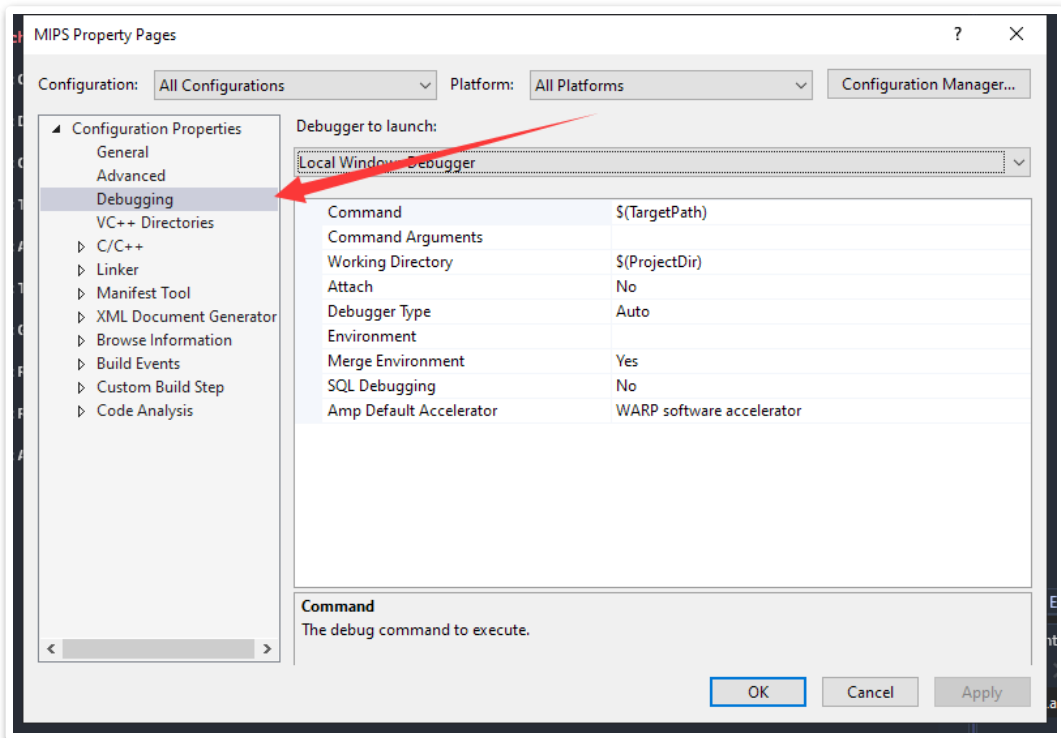 MIPS Property Pages
? ×
Configuration: All Configurations Platform: All Platforms Configuration Manager...
Configuration Properties
General
Advanced
Debugging
VC++ Directories
C/C++
Linker
Manifest Tool
XML Document Generator
Browse Information
Build Events
Custom Build Step
Code Analysis
Debugger to launch:
Local Windows Debugger
Command $(TargetPath)
Command Arguments
Working Directory $(ProjectDir)
Attach No
Debugger Type Auto
Environment
Merge Environment Yes
SQL Debugging No
Amp Default Accelerator WARP software accelerator
Command
The debug command to execute.
OK Cancel Apply